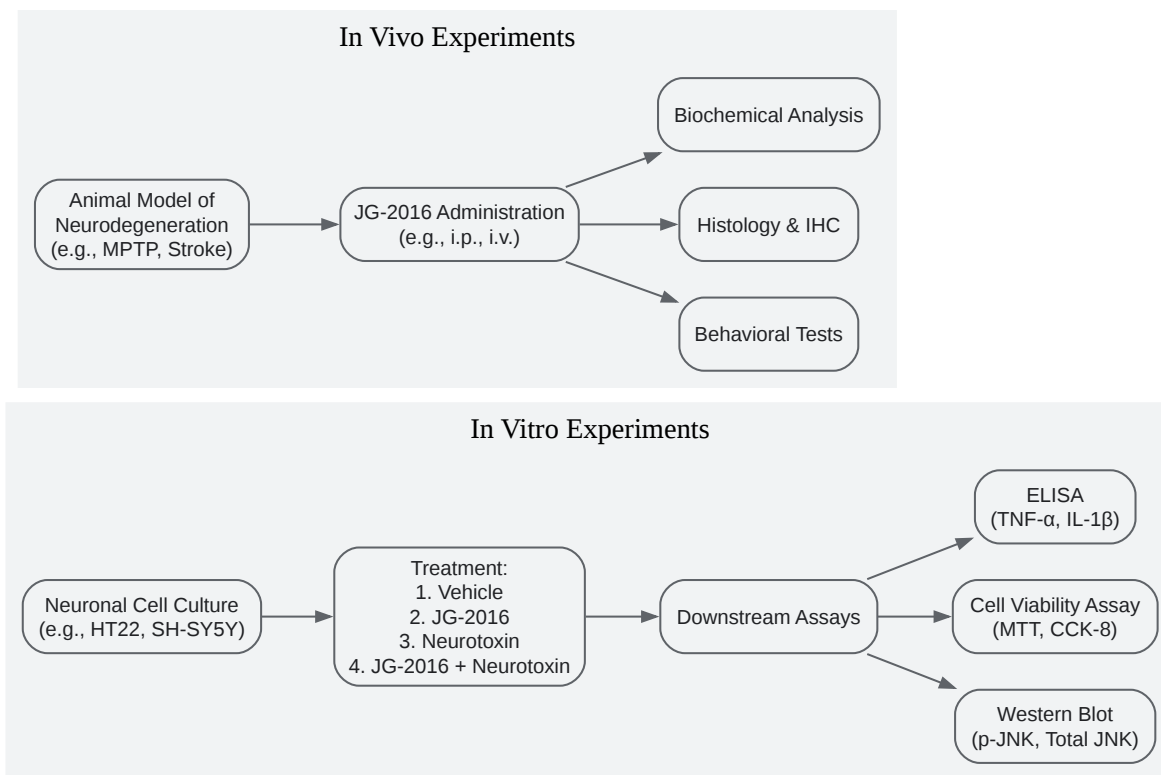 In Vivo Experiments
Animal Model of
Neurodegeneration
(e.g., MPTP, Stroke)
JG-2016 Administration
(e.g., i.p., i.v.)
Biochemical Analysis
Histology & IHC
Behavioral Tests
In Vitro Experiments
Neuronal Cell Culture
(e.g., HT22, SH-SY5Y)
Treatment:
1. Vehicle
2. JG-2016
3. Neurotoxin
4. JG-2016 + Neurotoxin
Downstream Assays
ELISA
(TNF-α, IL-1β)
Cell Viability Assay
(MTT, CCK-8)
Western Blot
(p-JNK, Total JNK)